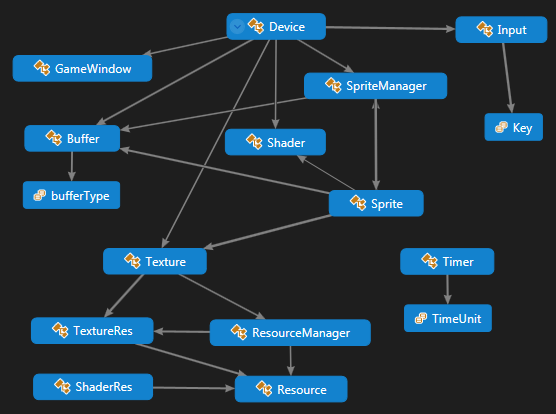 Device
Input
GameWindow
SpriteManager
Key
Buffer
Shader
bufferType
Sprite
Texture
Timer
TimeUnit
TextureRes
ResourceManager
ShaderRes
Resource